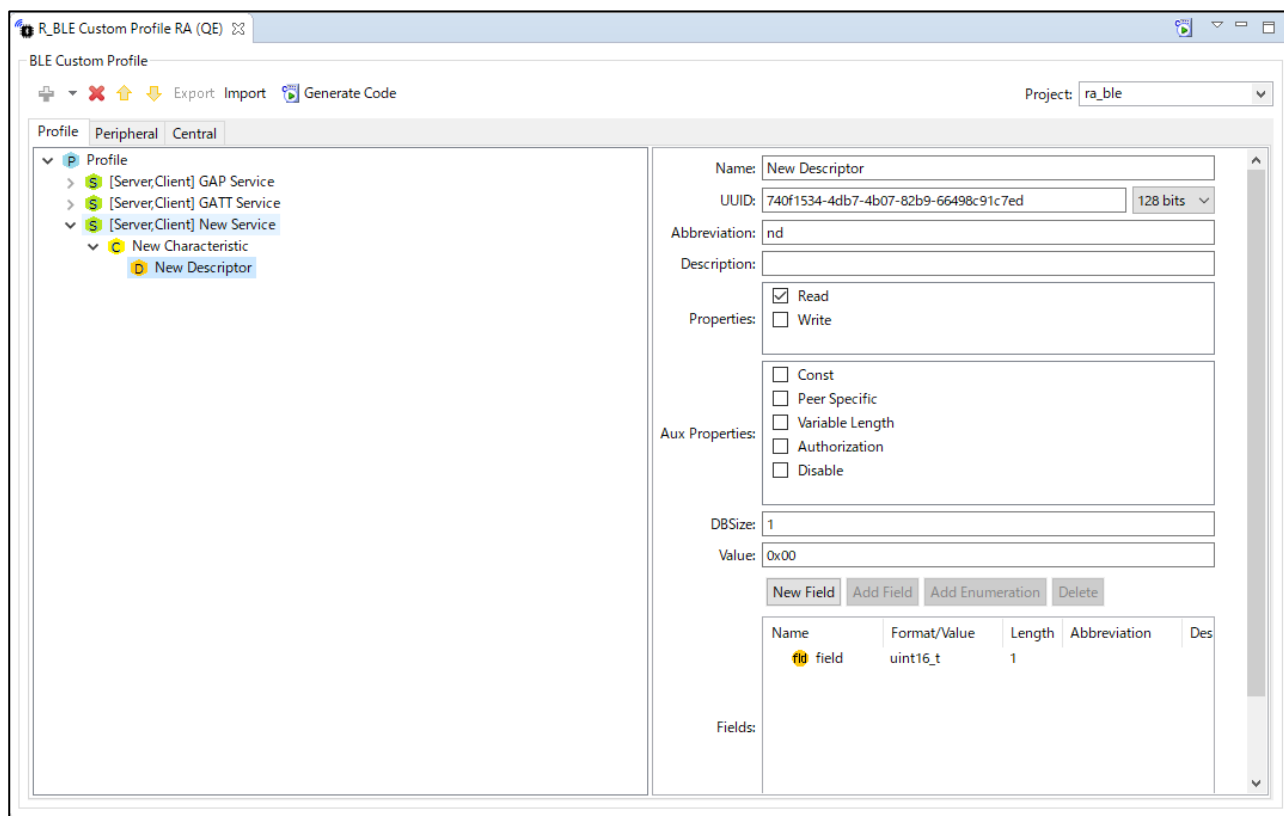 R_BLE Custom Profile RA (QE)
BLE Custom Profile
Export Import Generate Code Project: ra_ble
Profile Peripheral Central
P Profile
S [Server,Client] GAP Service
S [Server,Client] GATT Service
S [Server,Client] New Service
C New Characteristic
D New Descriptor
Name: New Descriptor
UUID: 740f1534-4db7-4b07-82b9-66498c91c7ed 128 bits
Abbreviation: nd
Description:
Properties:
Read
Write
Aux Properties:
Const
Peer Specific
Variable Length
Authorization
Disable
DBSize: 1
Value: 0x00
New Field Add Field Add Enumeration Delete
Fields:
Name Format/Value Length Abbreviation Des
fld field uint16_t 1